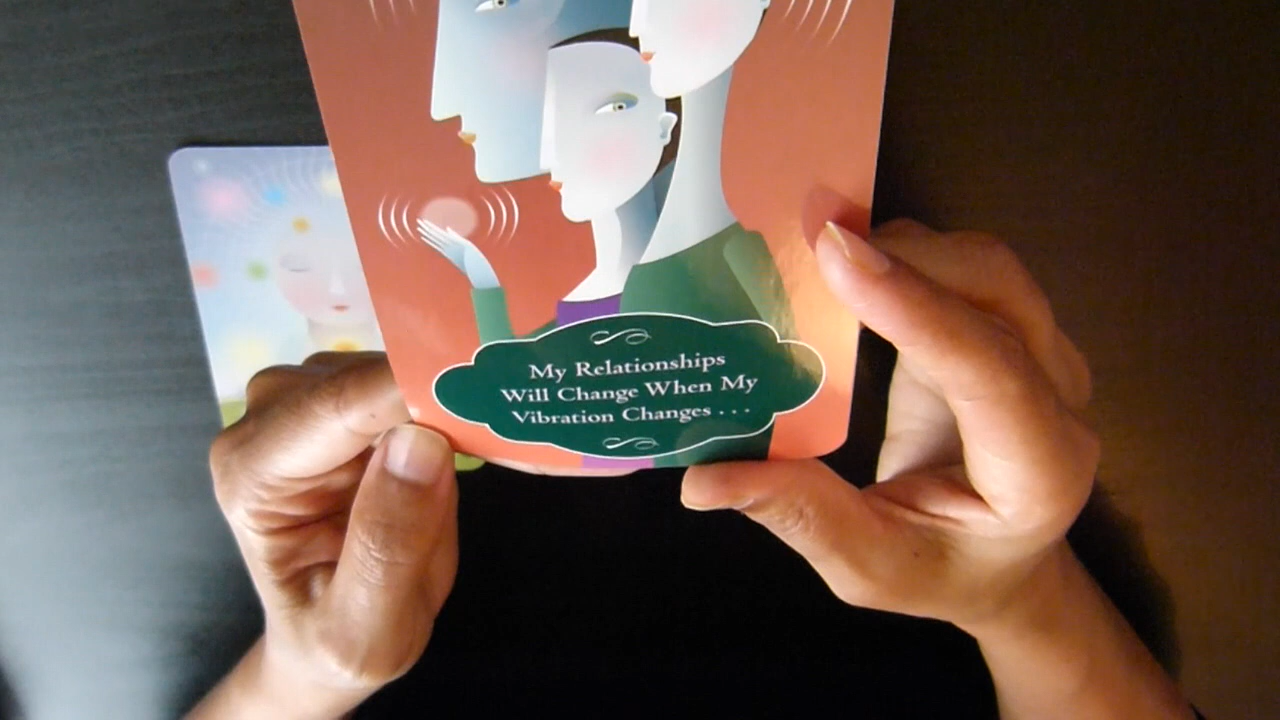 My Relationships
Will Change When My
Vibration Changes . . .